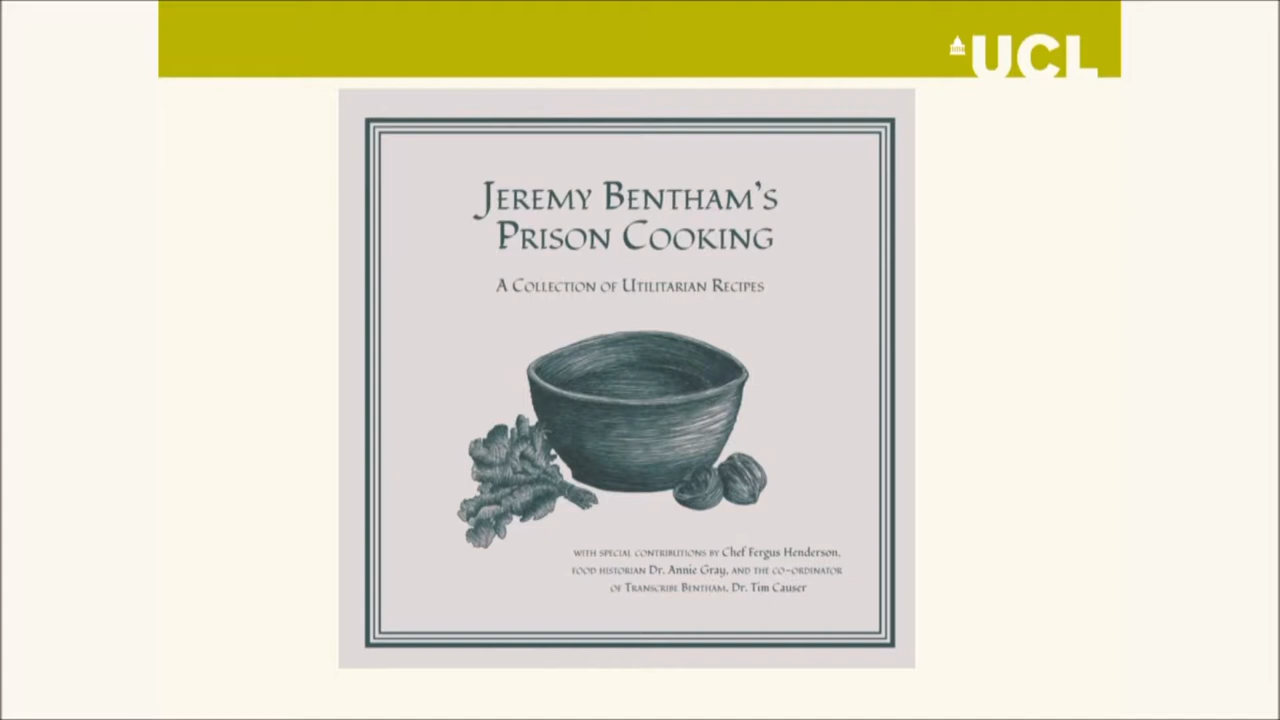 UCL
Jeremy Bentham's
Prison Cooking
A Collection of Utilitarian Recipes
with special contributions by Chef Fergus Henderson,
food historian Dr. Annie Gray, and the co-ordinator
of Transcribe Bentham, Dr. Tim Causer